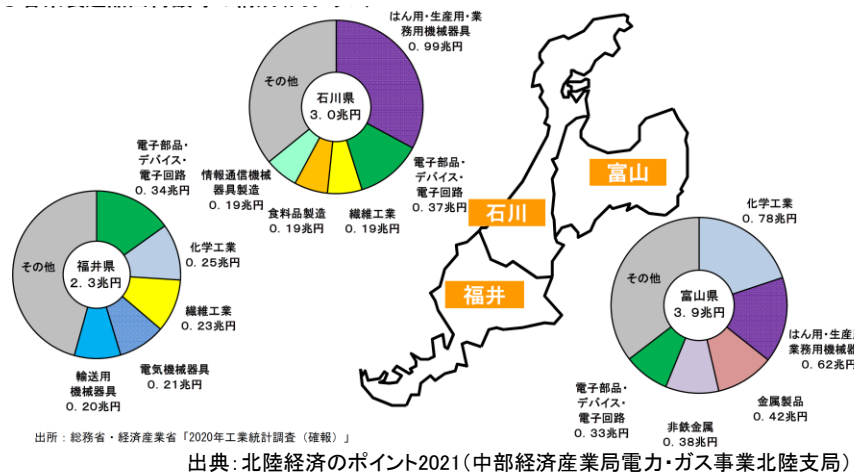 はん用・生産用・業
務用機械器具
0.99兆円
その他
石川県
3.0兆円
電子部品・
デバイス・
電子回路
0.37兆円
繊維工業
0.19兆円
食料品製造
0.19兆円
情報通信機械
器具製造
0.19兆円
電子部品・
デバイス・
電子回路
0.34兆円
化学工業
0.25兆円
繊維工業
0.23兆円
電気機械器具
0.21兆円
輸送用
機械器具
0.20兆円
その他
福井県
2.3兆円
富山
石川
福井
化学工業
0.78兆円
はん用・生産
業務用機械器
0.62兆円
金属製品
0.42兆円
非鉄金属
0.38兆円
電子部品・
デバイス・
電子回路
0.33兆円
その他
富山県
3.9兆円
出所:総務省・経済産業省「2020年工業統計調査(確報)」
出典:北陸経済のポイント2021(中部経済産業局電力・ガス事業北陸支局)